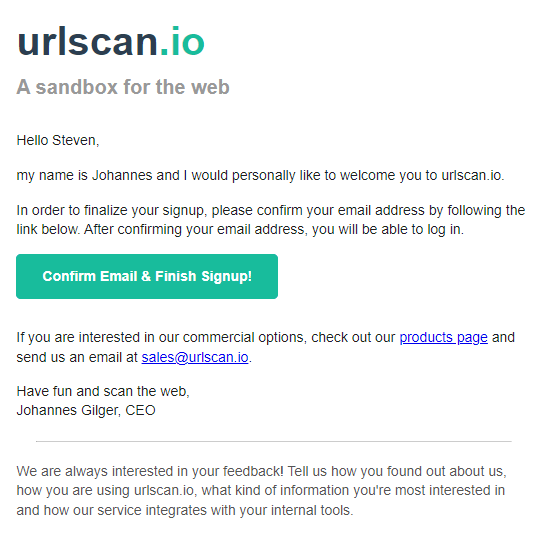 urlscan.io
A sandbox for the web
Hello Steven,
my name is Johannes and I would personally like to welcome you to urlscan.io.
In order to finalize your signup, please confirm your email address by following the
link below. After confirming your email address, you will be able to log in.
Confirm Email & Finish Signup!
If you are interested in our commercial options, check out our products page and
send us an email at sales@urlscan.io.
Have fun and scan the web,
Johannes Gilger, CEO
We are always interested in your feedback! Tell us how you found out about us,
how you are using urlscan.io, what kind of information you're most interested in
and how our service integrates with your internal tools.